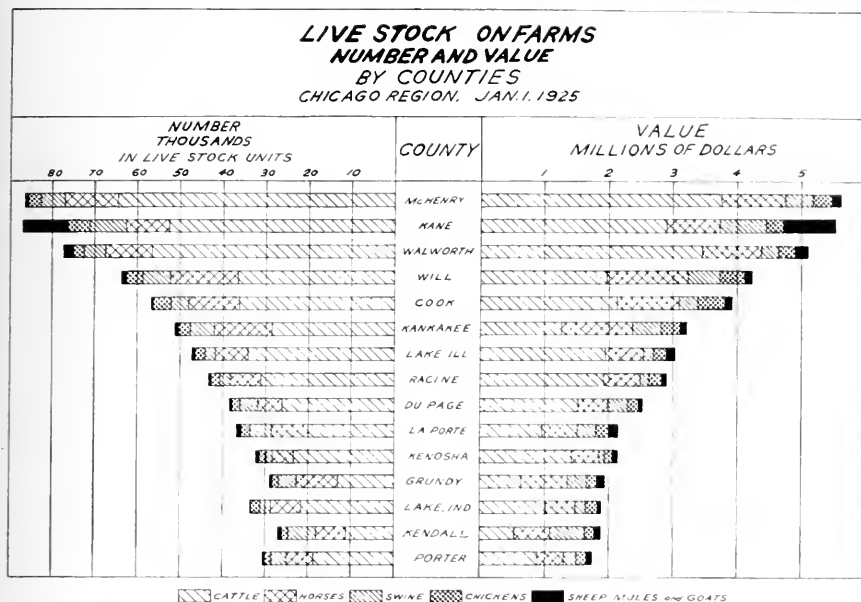 LIVE STOCK ON FARMS
NUMBER AND VALUE
BY COUNTIES
CHICAGO REGION, JAN. 1. 1925
NUMBER
THOUSANDS
IN LIVE STOCK UNITS
COUNTY
VALUE
MILLIONS OF DOLLARS
80 70 60 50 40 30 20 10
1 2 3 4 5
McHENRY
KANE
WALWORTH
WILL
COOK
KANKAKEE
LAKE ILL
RACINE
DU PAGE
LA PORTE
KENOSHA
GRUNDY
LAKE, IND
KENDALL
PORTER
CATTLE HORSES SWINE CHICKENS SHEEP MULES and GOATS